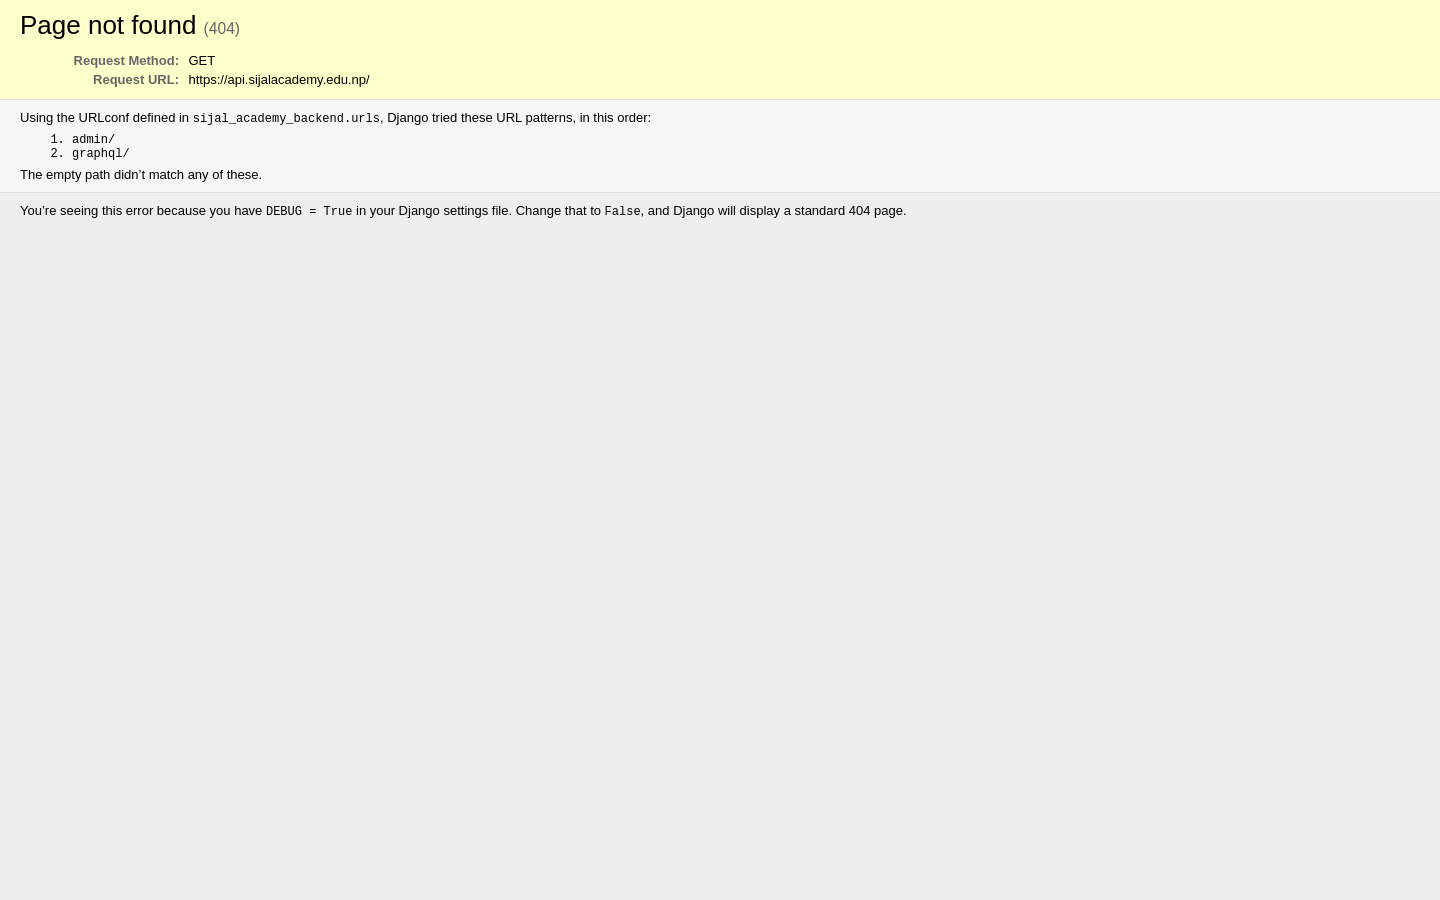 Page not found (404)
Request Method: GET
Request URL: https://api.sijalacademy.edu.np/
Using the URLconf defined in sijal_academy_backend.urls, Django tried these URL patterns, in this order:
1. admin/
2. graphql/
The empty path didn’t match any of these.
You’re seeing this error because you have DEBUG = True in your Django settings file. Change that to False, and Django will display a standard 404 page.